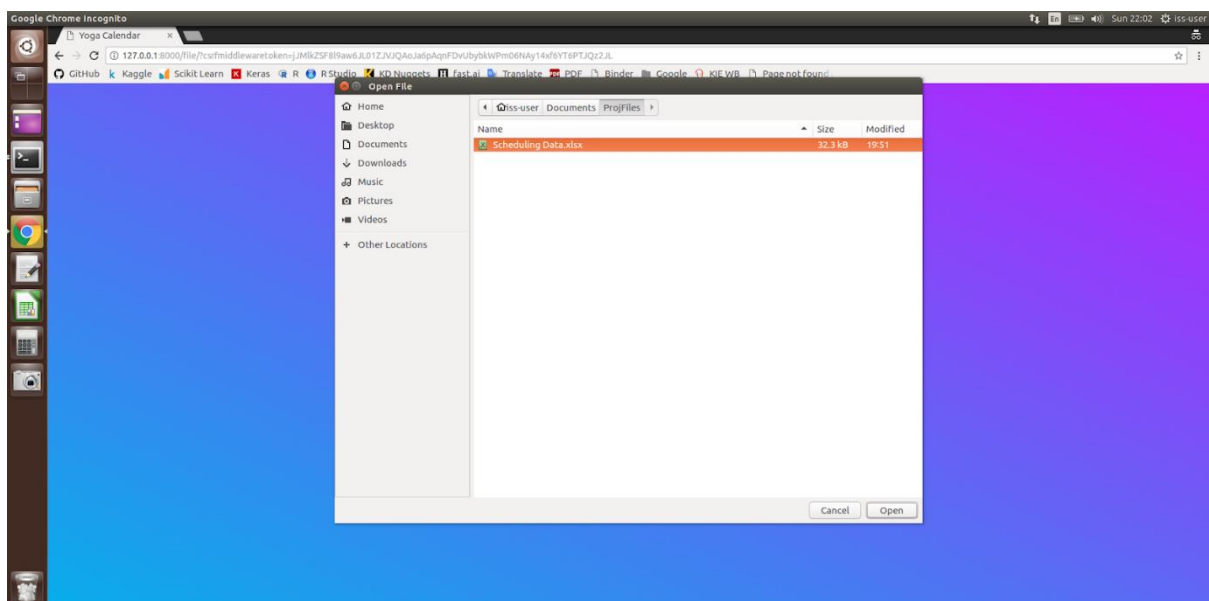 Google Chrome Incognito
En
Sun 22:02 iss-user
Yoga Calendar ×
127.0.0.1:8000/file/?csrfmiddlewaretoken=
GitHub Kaggle Scikit Learn Keras R RStudio KD Nuggets fast.ai Translate PDF Binder Google KIE WB Page not found
Open File
Home
iss-user Documents ProjFiles
Desktop
Name Size Modified
Documents
Scheduling Data.xlsx 32.3 kB 19:51
Downloads
Music
Pictures
Videos
+ Other Locations
Cancel Open